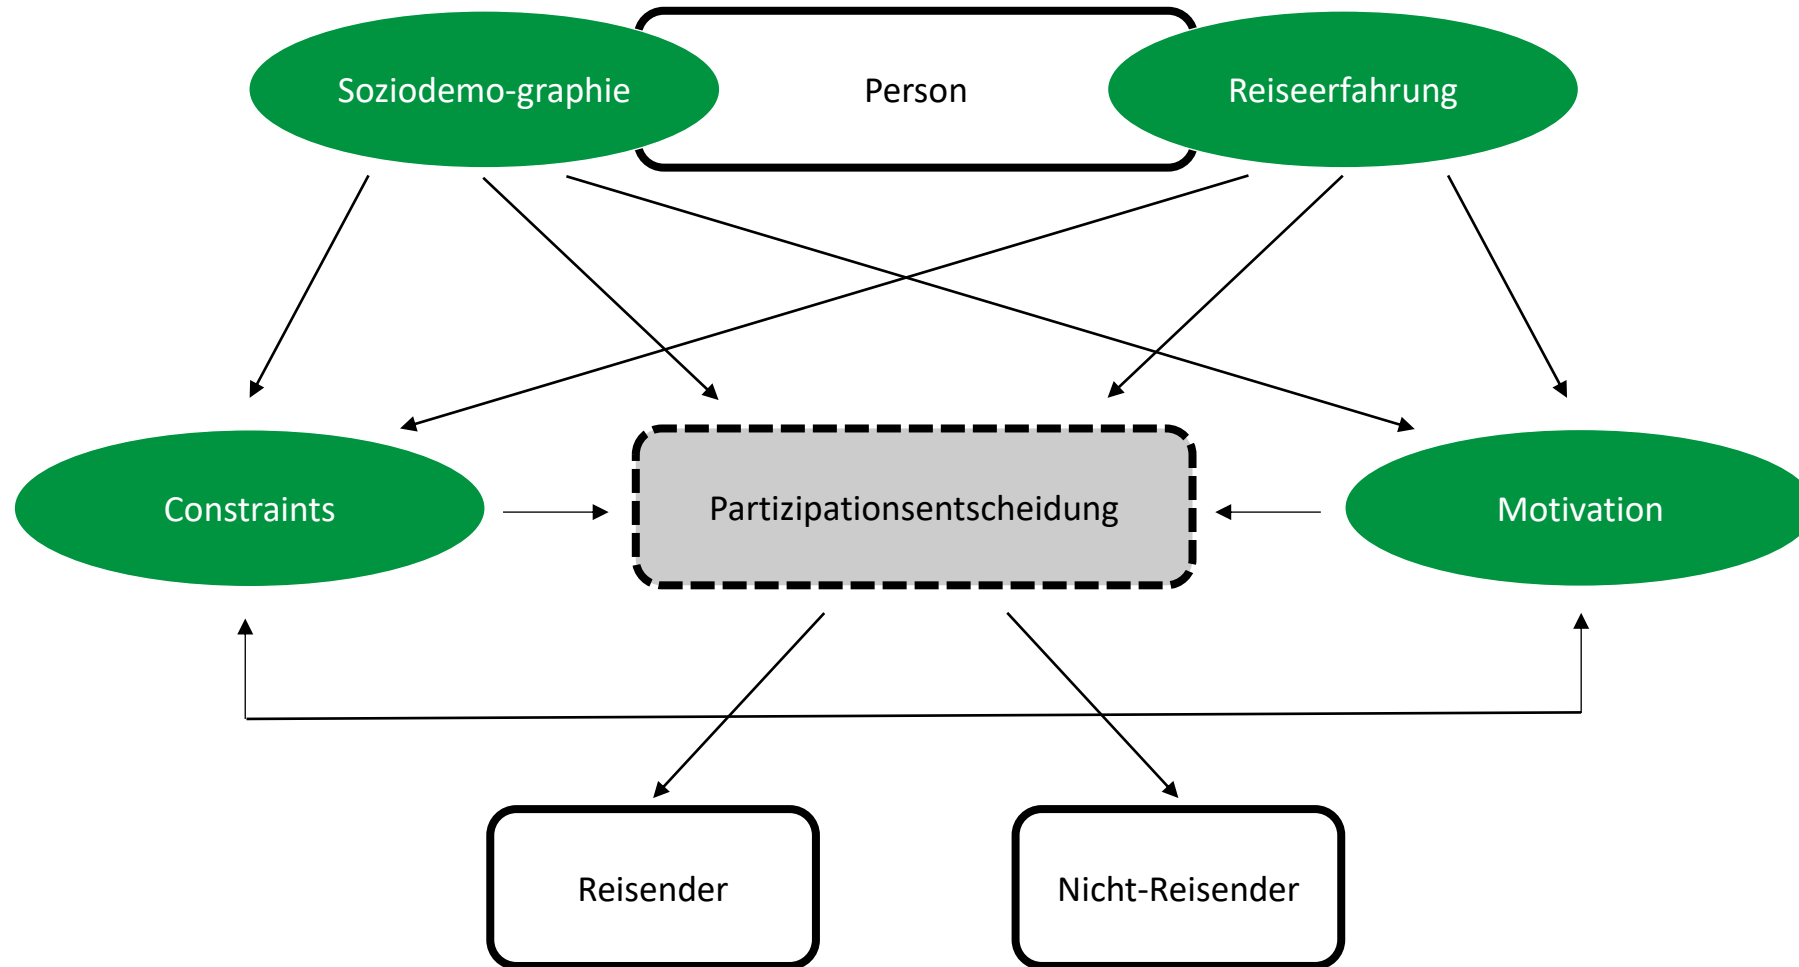 Soziodemo-graphie
Person
Reiseerfahrung
Constraints
Partizipationsentscheidung
Motivation
Reisender
Nicht-Reisender